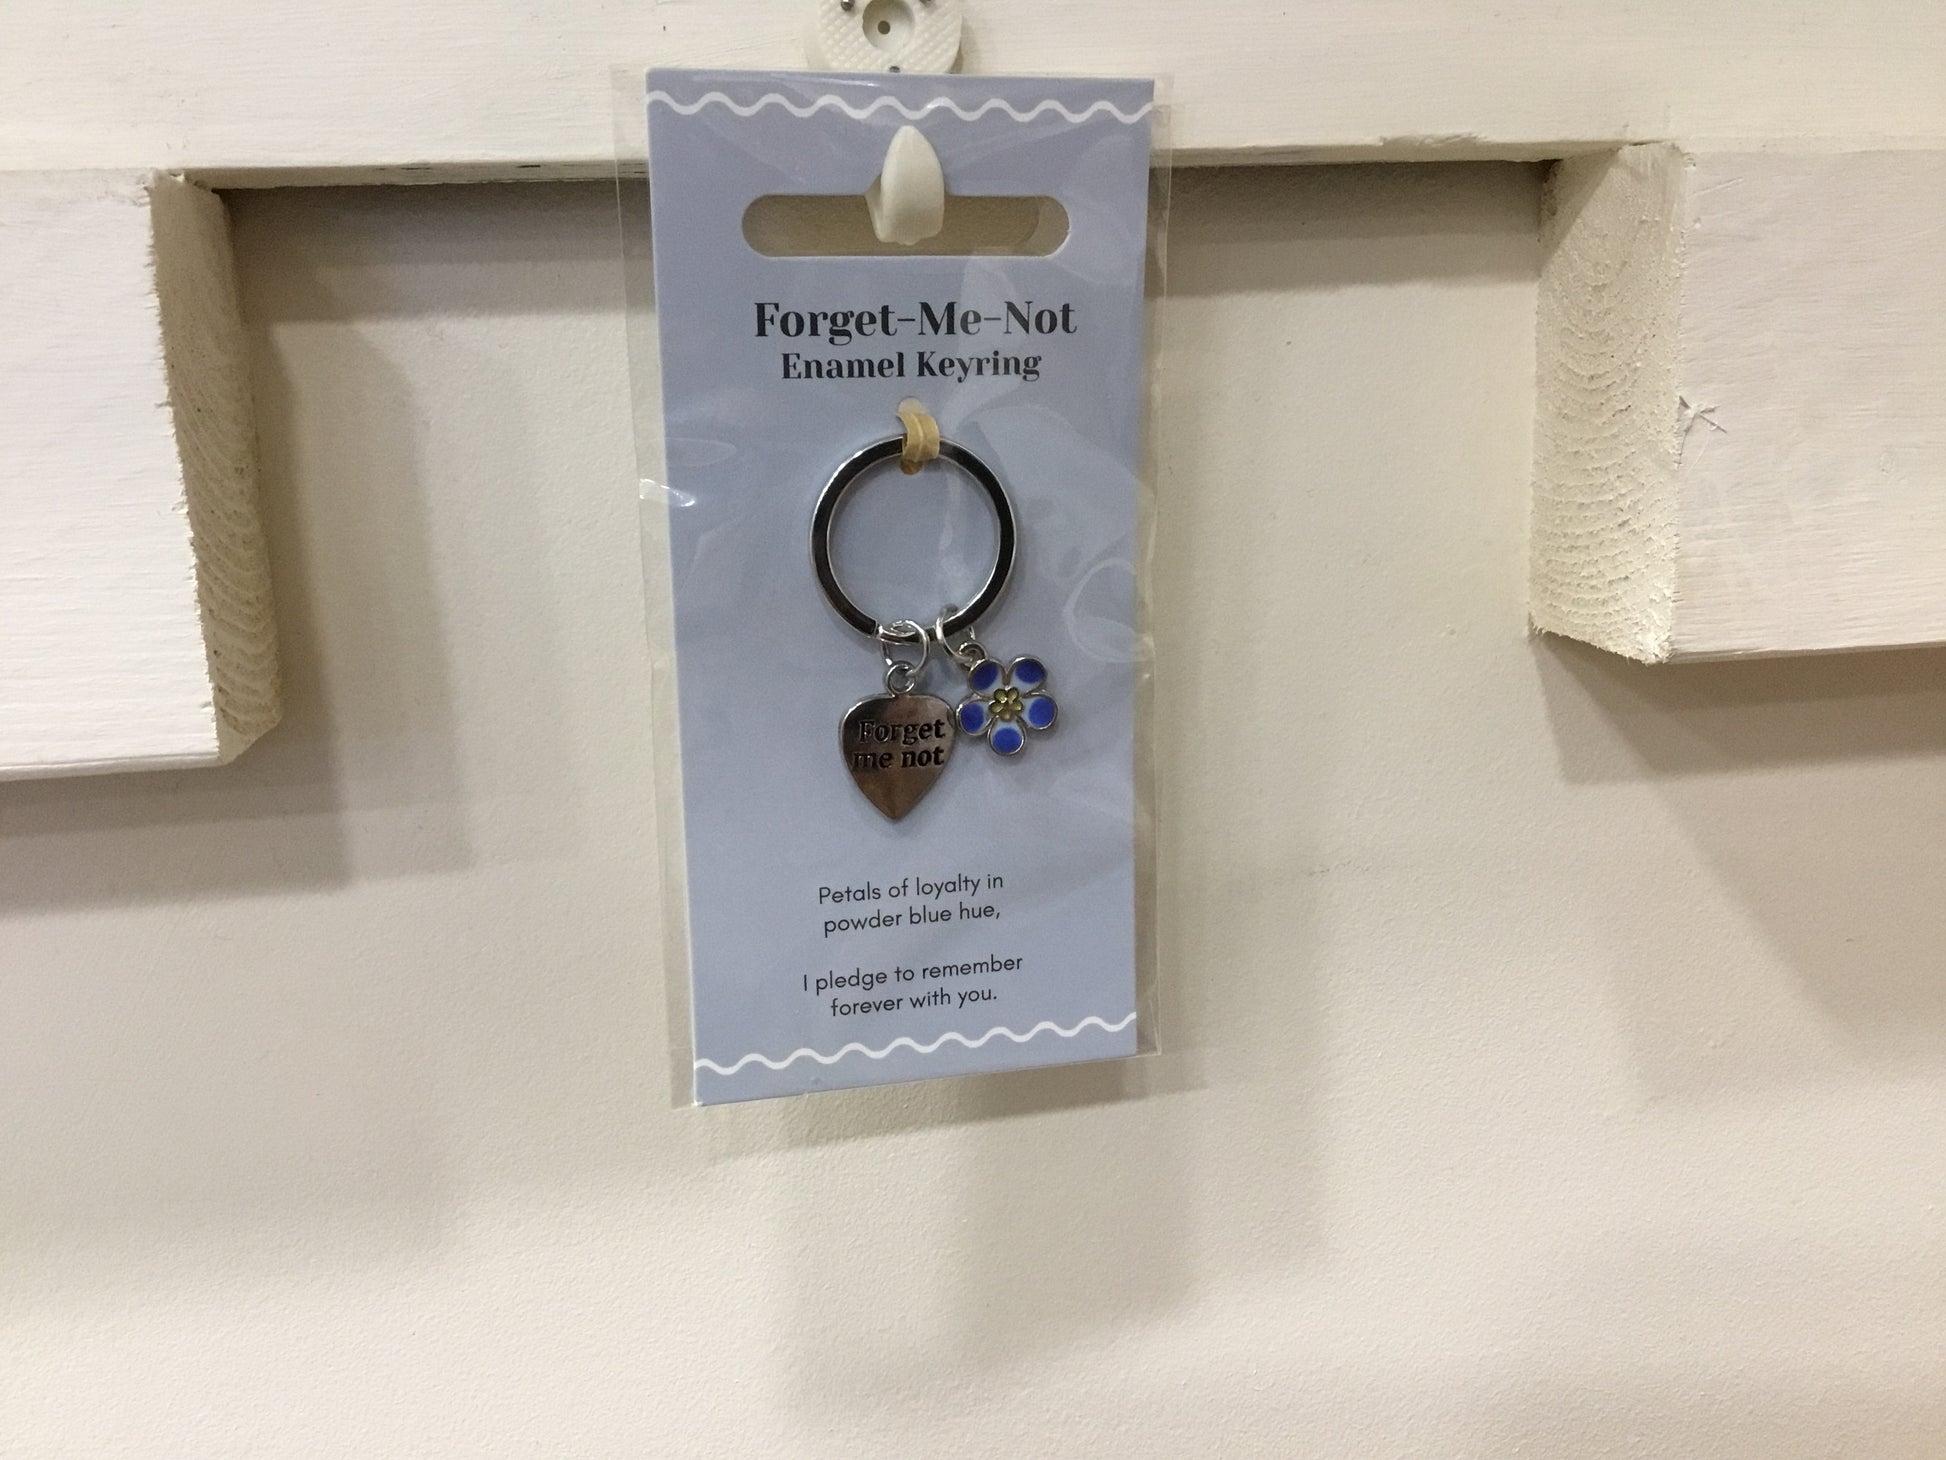 Forget-Me-Not
Enamel Keyring
Forget
me not
Petals of loyalty in
powder blue hue,
I pledge to remember
forever with you.